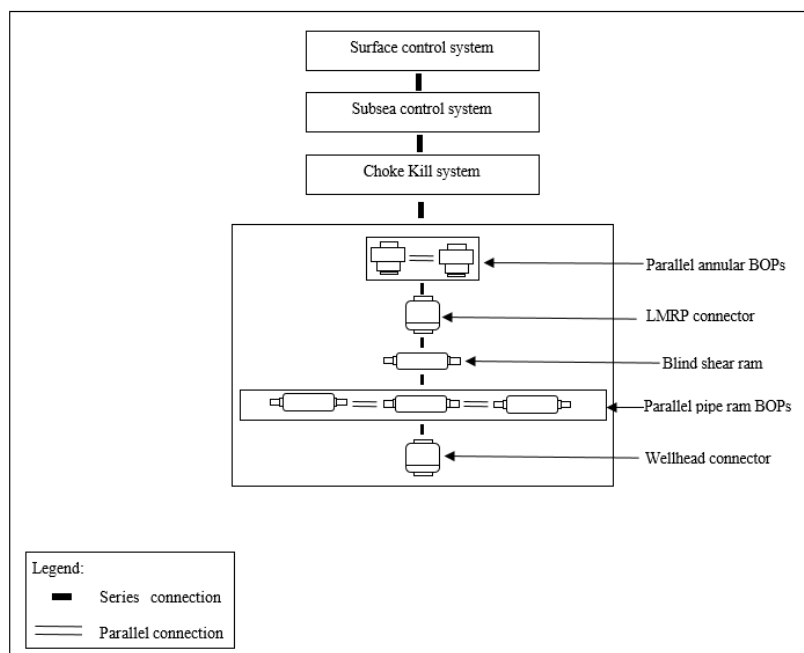 Surface control system
Subsea control system
Choke Kill system
Parallel annular BOPs
LMRP connector
Blind shear ram
Parallel pipe ram BOPs
Wellhead connector
Legend:
Series connection
Parallel connection